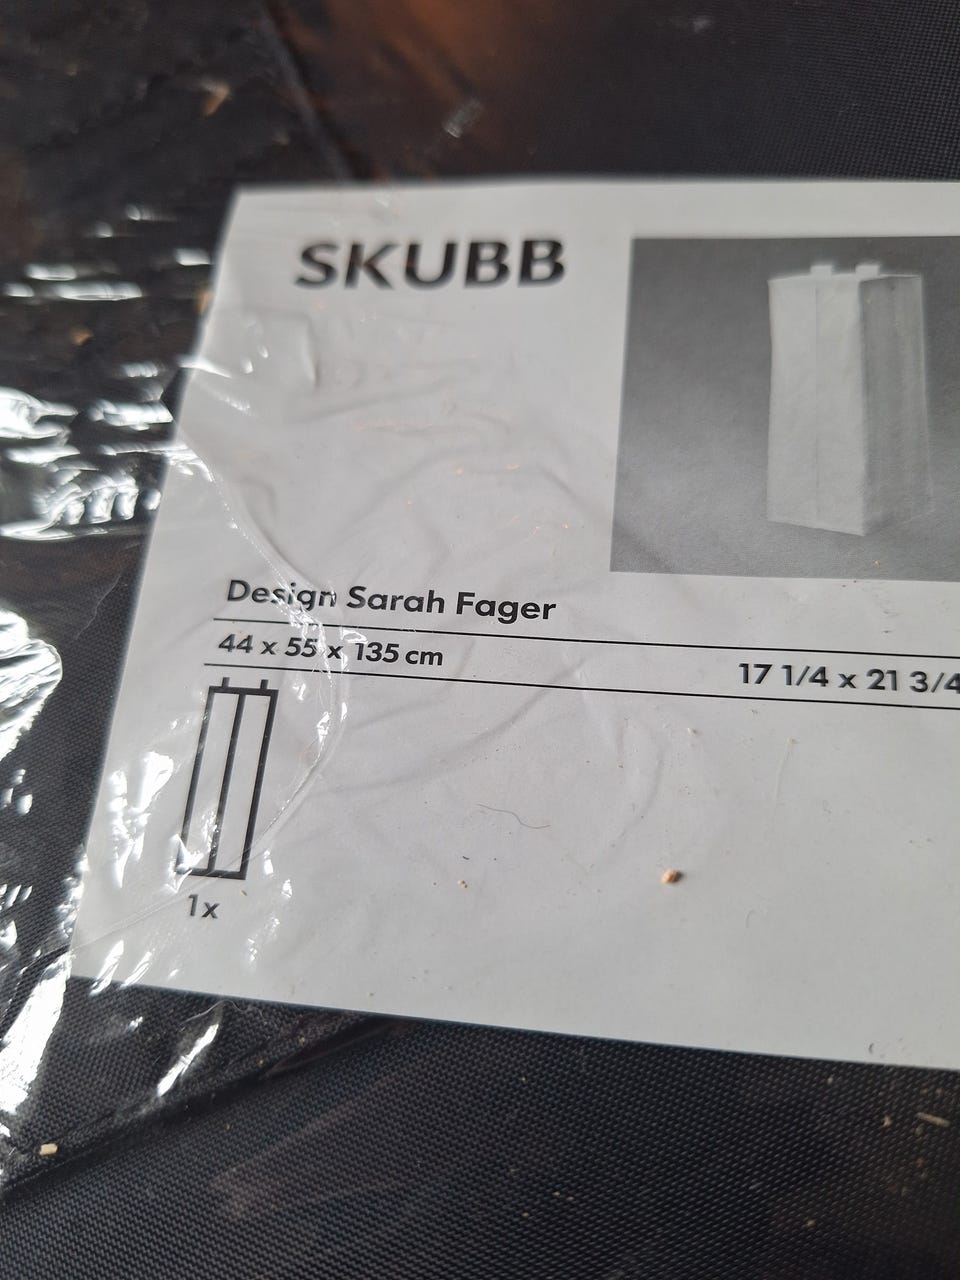 SKUBB
Design Sarah Fager
44 x 55 x 135 cm
17 1/4 x 21 3/4
1x